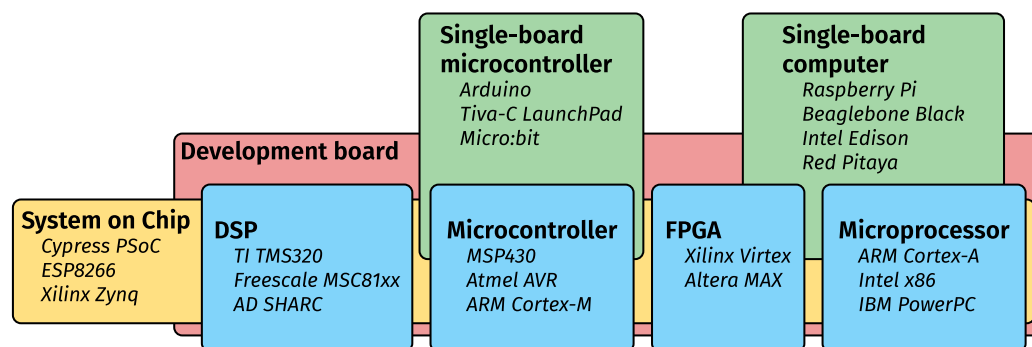 Single-board
microcontroller
Arduino
Tiva-C LaunchPad
Micro:bit
Single-board
computer
Raspberry Pi
Beaglebone Black
Intel Edison
Red Pitaya
Development board
System on Chip
Cypress PSoC
ESP8266
Xilinx Zynq
DSP
TI TMS320
Freescale MSC81xx
AD SHARC
Microcontroller
MSP430
Atmel AVR
ARM Cortex-M
FPGA
Xilinx Virtex
Altera MAX
Microprocessor
ARM Cortex-A
Intel x86
IBM PowerPC